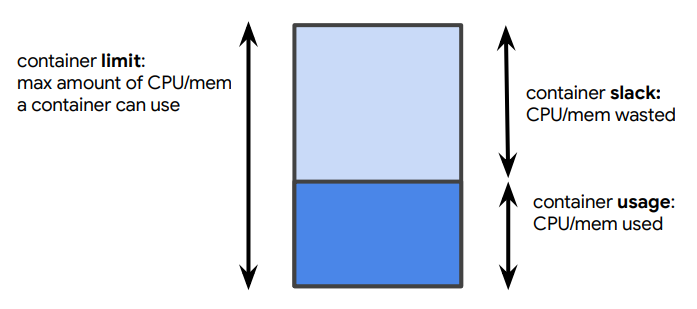 container limit:
max amount of CPU/mem
a container can use
container slack:
CPU/mem wasted
container usage:
CPU/mem used